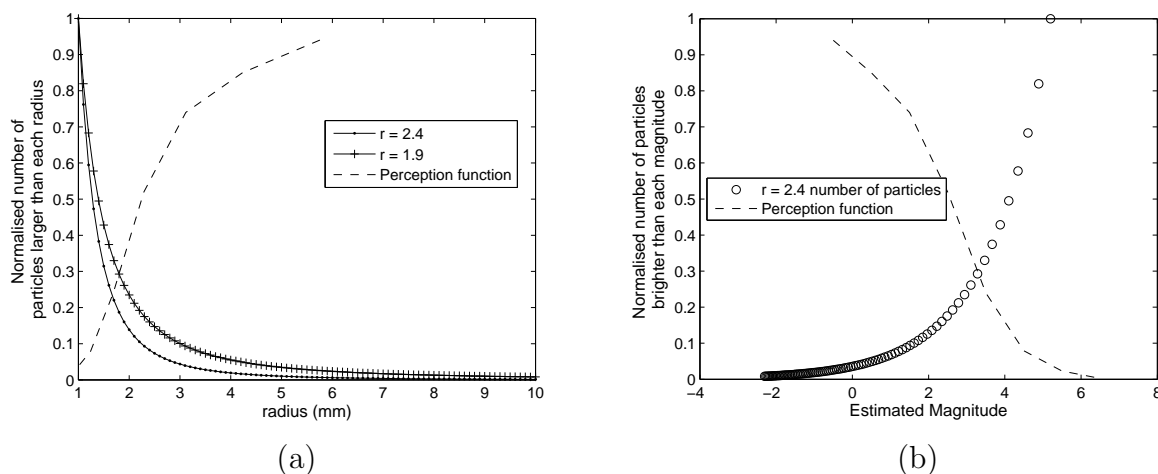 Normalised number of
particles larger than each radius
1
0.9
0.8
0.7
0.6
0.5
0.4
0.3
0.2
0.1
0
1 2 3 4 5 6 7 8 9 10
radius (mm)
r = 2.4
r = 1.9
Perception function
(a)
Normalised number of particles
brighter than each magnitude
1
0.9
0.8
0.7
0.6
0.5
0.4
0.3
0.2
0.1
0
−4 −2 0 2 4 6 8
Estimated Magnitude
r = 2.4 number of particles
Perception function
(b)